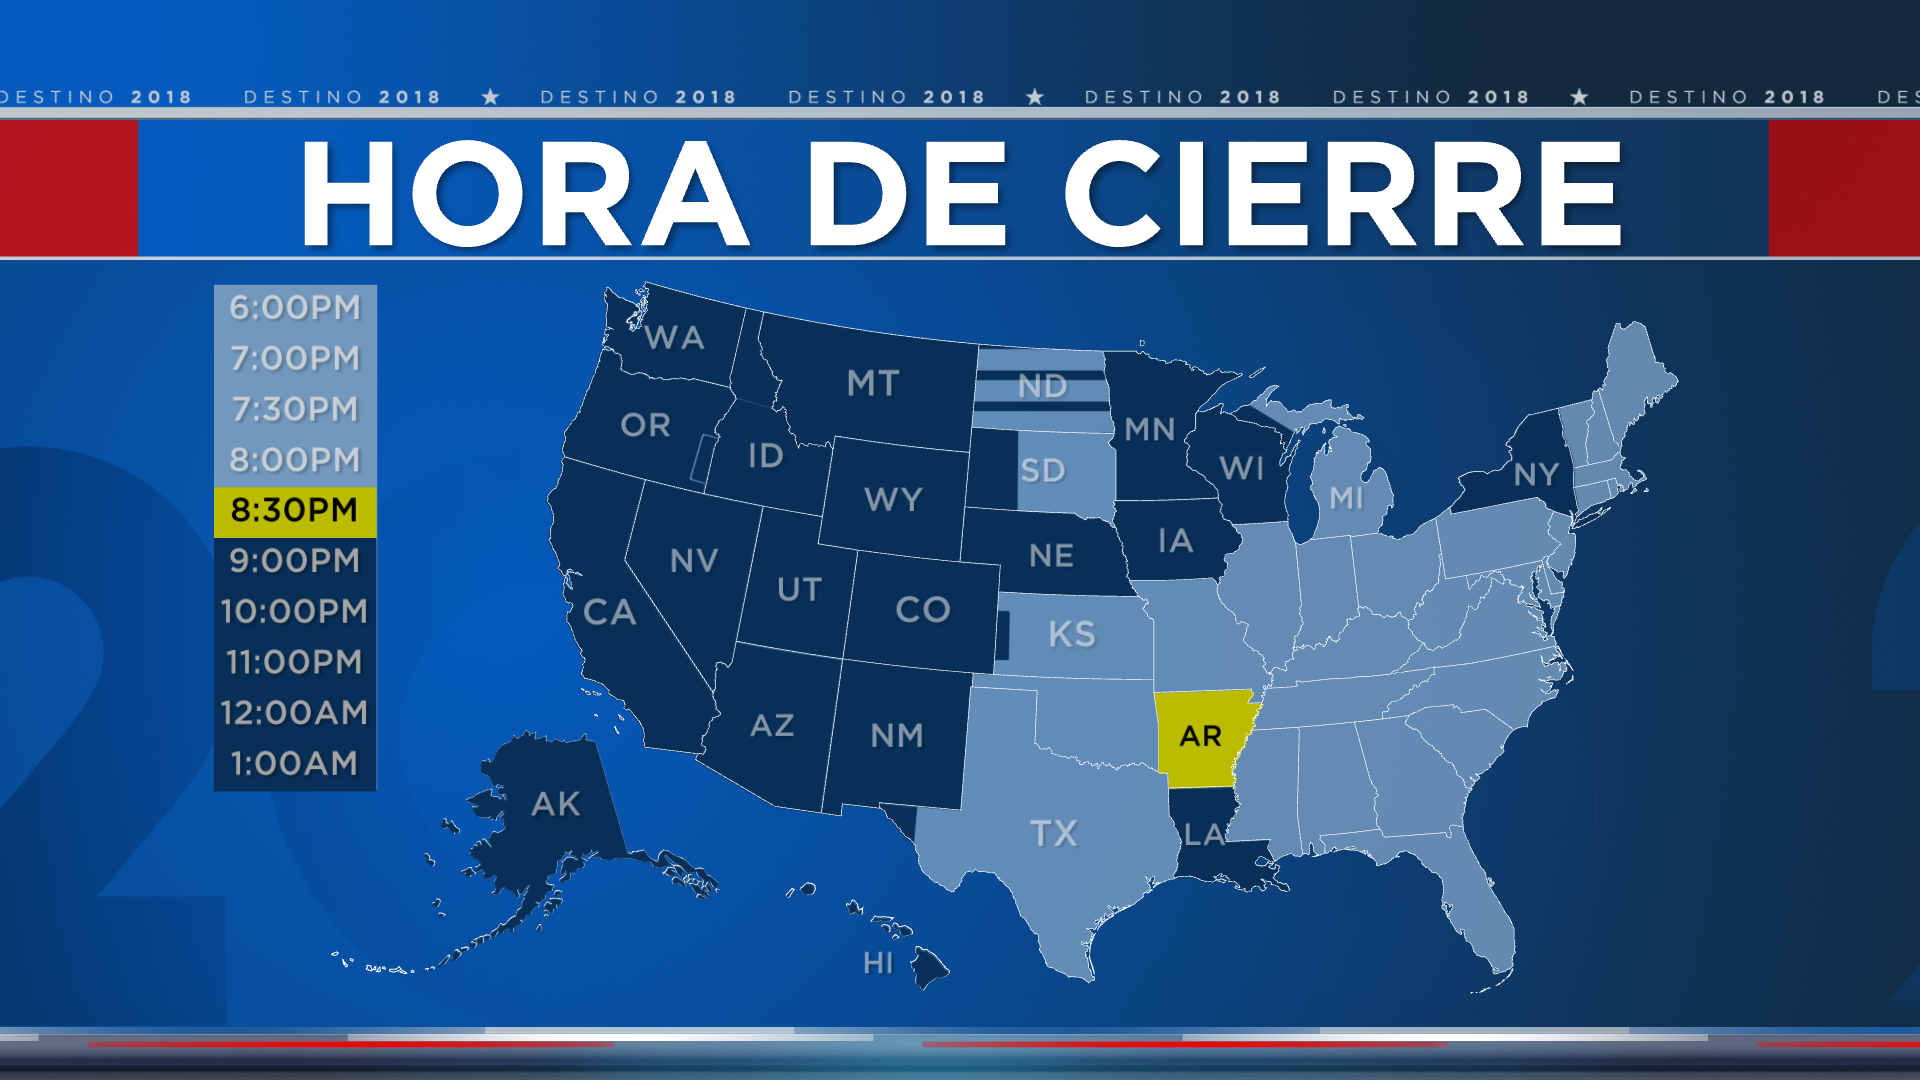 DESTINO 2018 DESTINO 2018 ★ DESTINO 2018 DESTINO 2018 ★ DESTINO 2018 DESTINO 2018 ★ DESTINO 2018 DES
HORA DE CIERRE
6:00PM
7:00PM
7:30PM
8:00PM
8:30PM
9:00PM
10:00PM
11:00PM
12:00AM
1:00AM
WA
MT
ND
OR
MN
ID
SD
WI
NY
WY
MI
NV
NE
IA
UT
CA
CO
KS
AZ
NM
AR
AK
TX
LA
HI